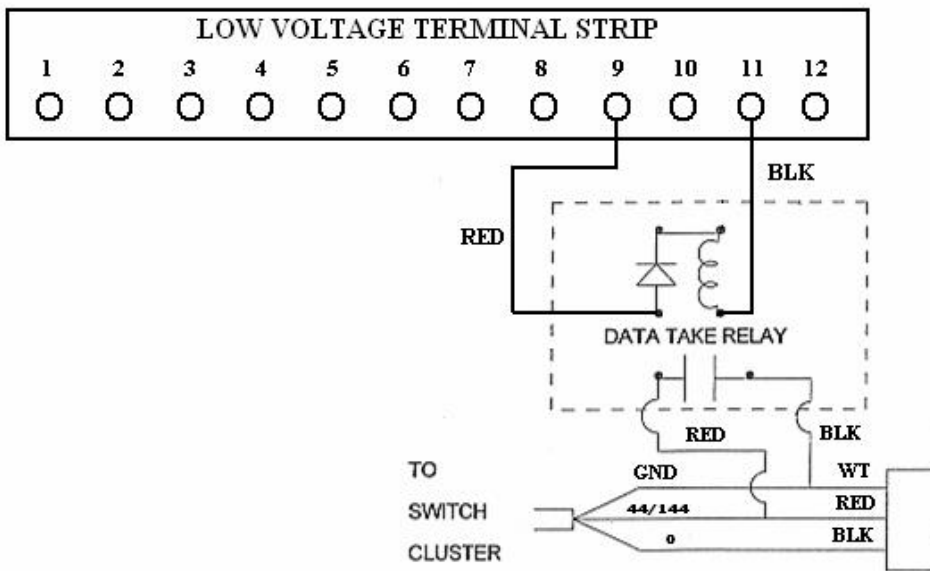 LOW VOLTAGE TERMINAL STRIP
1 2 3 4 5 6 7 8 9 10 11 12
BLK
RED
DATA TAKE RELAY
RED
BLK
TO
GND
WT
SWITCH
44/144
RED
CLUSTER
0
BLK